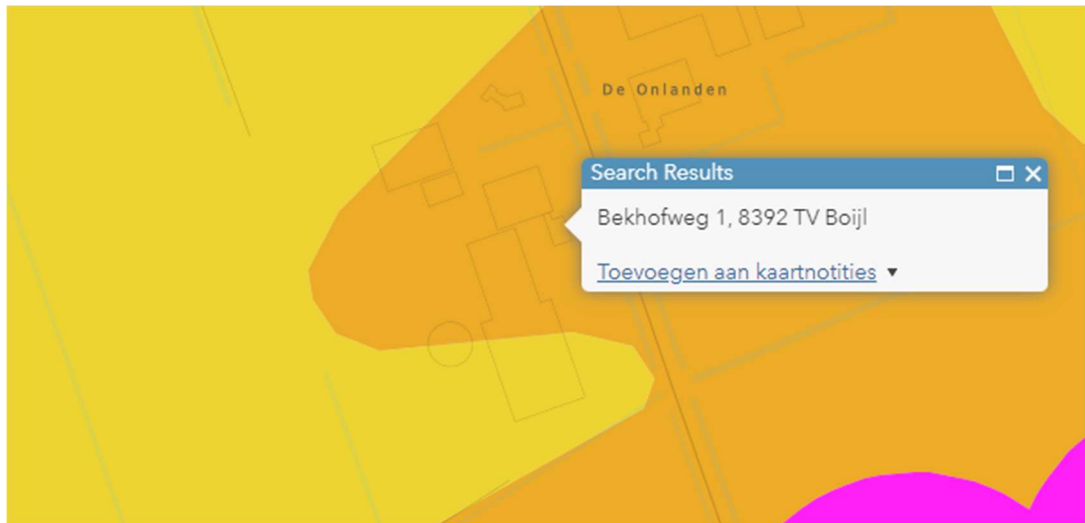 De Onlanden
Search Results
Bekhofweg 1, 8392 TV Boijl
Toevoegen aan kaartnotities